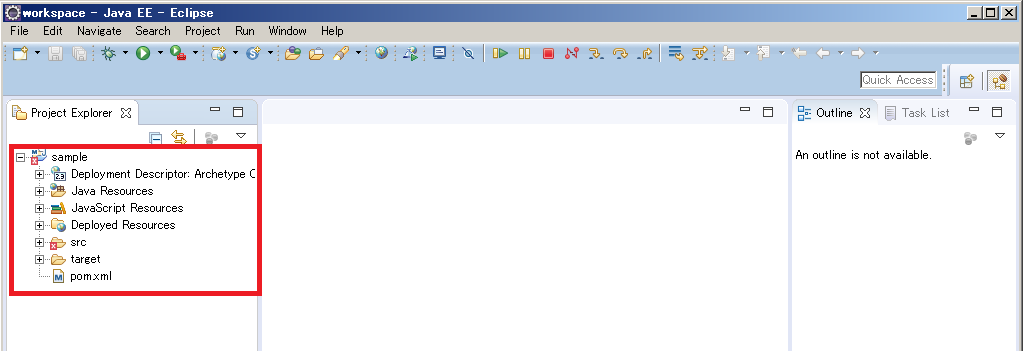 workspace - Java EE - Eclipse
File Edit Navigate Search Project Run Window Help
Quick Access
Project Explorer
Outline Task List
An outline is not available.
sample
2.3 Deployment Descriptor: Archetype C
Java Resources
JavaScript Resources
Deployed Resources
src
target
M pom.xml